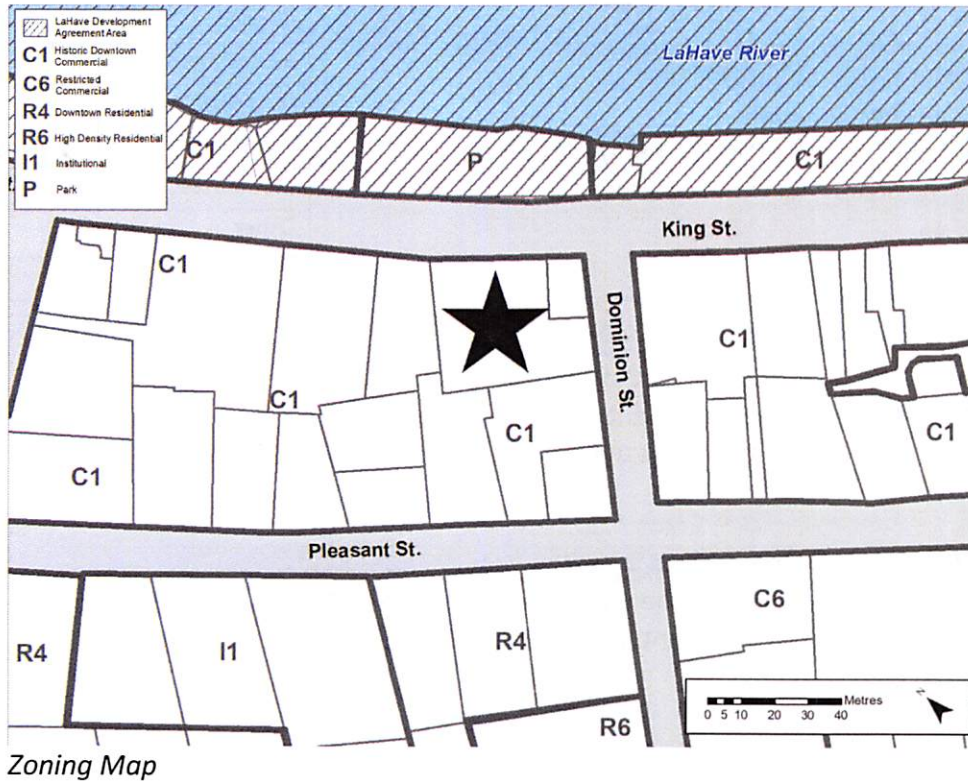 LaHave Development
Agreement Area
C1 Historic Downtown
Commercial
C6 Restricted
Commercial
R4 Downtown Residential
R6 High Density Residential
I1 Institutional
P Park
LaHave River
C1
P
C1
King St.
C1
Dominion St.
C1
C1
C1
C1
C1
Pleasant St.
C6
R4
I1
R4
R6
Metres
0 5 10 20 30 40
N
Zoning Map